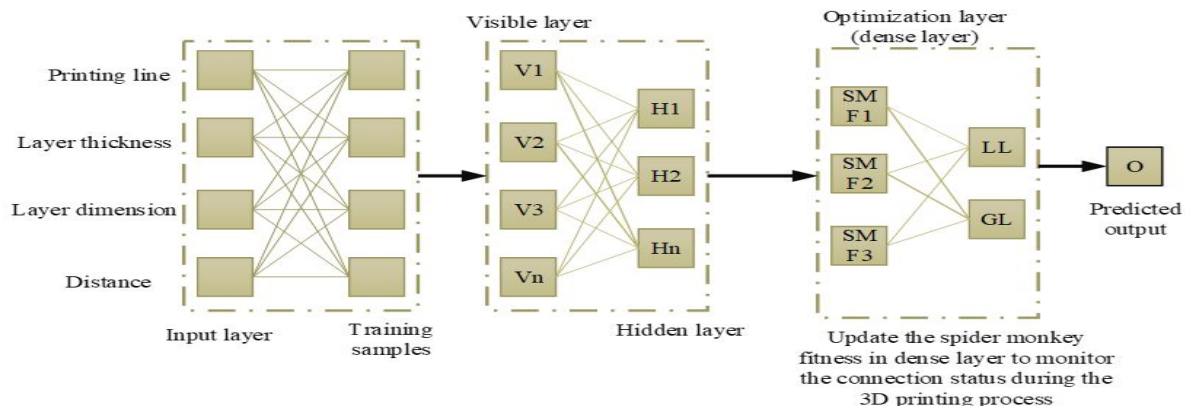 Printing line
Layer thickness
Layer dimension
Distance
Input layer
Training
samples
Visible layer
V1
V2
V3
Vn
H1
H2
Hn
Hidden layer
Optimization layer
(dense layer)
SM
F1
SM
F2
SM
F3
LL
GL
Update the spider monkey
fitness in dense layer to monitor
the connection status during the
3D printing process
O
Predicted
output